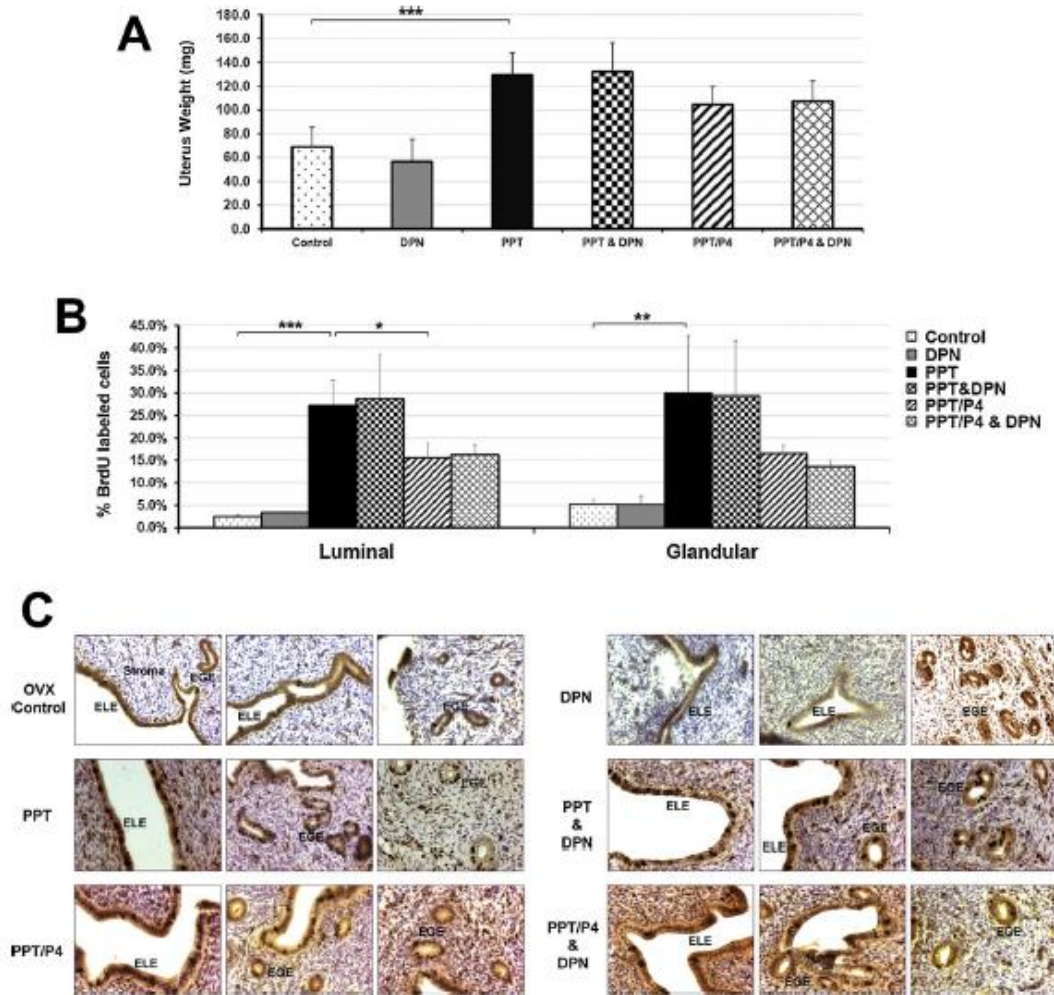 A
***
Uterus Weight (mg)
180.0
160.0
140.0
120.0
100.0
80.0
60.0
40.0
20.0
0.0
Control DPN PPT PPT & DPN PPT/P4 PPT/P4 & DPN
B
*** * **
% BrdU labeled cells
45.0%
40.0%
35.0%
30.0%
25.0%
20.0%
15.0%
10.0%
5.0%
0.0%
Luminal Glandular
Control
DPN
PPT
PPT&DPN
PPT/P4
PPT/P4 & DPN
C
OVX
Control
Stroma EGE
ELE
ELE
EGE
DPN
ELE
ELE
EGE
PPT
ELE
EGE
EGE
PPT
&
DPN
ELE
ELE
EGE
EGE
PPT/P4
ELE
EGE
EGE
PPT/P4
&
DPN
ELE
EGE
EGE